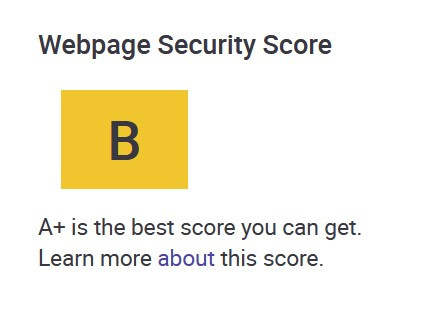 Webpage Security Score
B
A+ is the best score you can get.
Learn more about this score.